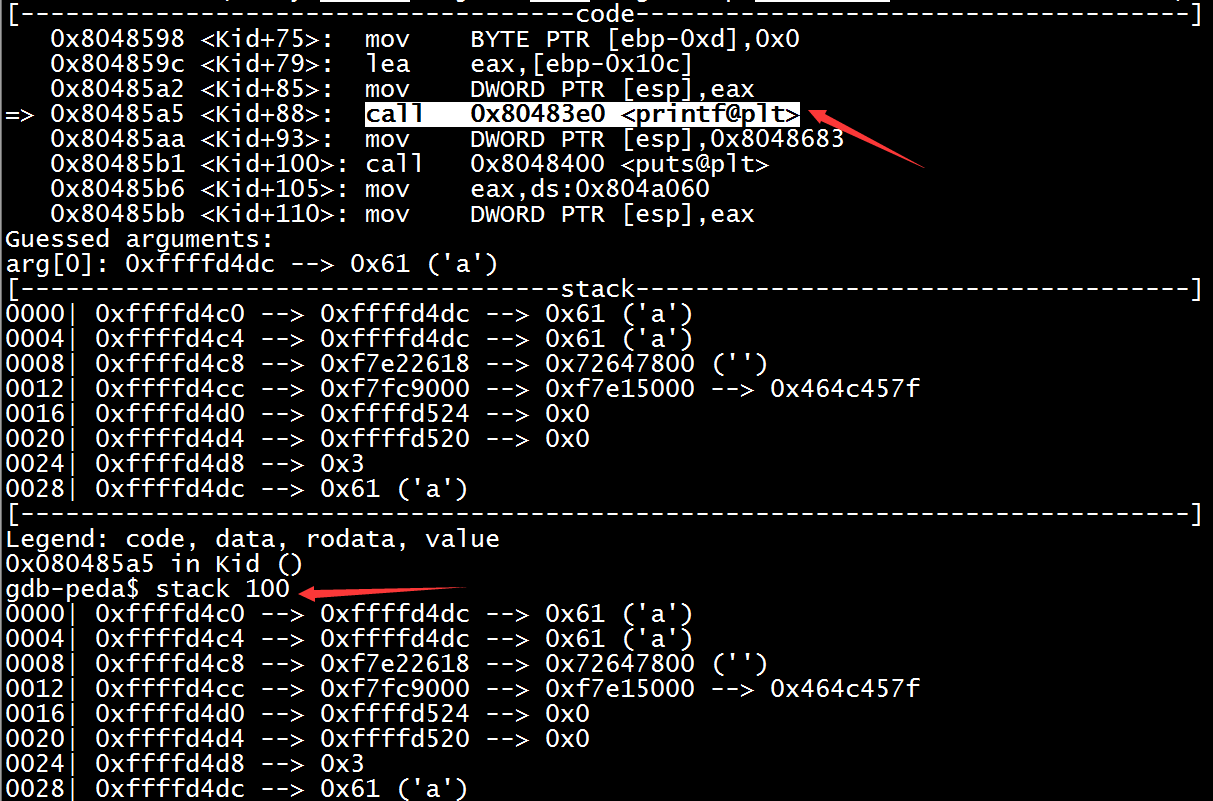 [-------------------------------------code-------------------------------------]
   0x8048598 <Kid+75>:	mov    BYTE PTR [ebp-0xd],0x0
   0x804859c <Kid+79>:	lea    eax,[ebp-0x10c]
   0x80485a2 <Kid+85>:	mov    DWORD PTR [esp],eax
=> 0x80485a5 <Kid+88>:	call   0x80483e0 <printf@plt>
   0x80485aa <Kid+93>:	mov    DWORD PTR [esp],0x8048683
   0x80485b1 <Kid+100>:	call   0x8048400 <puts@plt>
   0x80485b6 <Kid+105>:	mov    eax,ds:0x804a060
   0x80485bb <Kid+110>:	mov    DWORD PTR [esp],eax
Guessed arguments:
arg[0]: 0xffffd4dc --> 0x61 ('a')
[------------------------------------stack-------------------------------------]
0000| 0xffffd4c0 --> 0xffffd4dc --> 0x61 ('a')
0004| 0xffffd4c4 --> 0xffffd4dc --> 0x61 ('a')
0008| 0xffffd4c8 --> 0xf7e22618 --> 0x72647800 ('')
0012| 0xffffd4cc --> 0xf7fc9000 --> 0xf7e15000 --> 0x464c457f
0016| 0xffffd4d0 --> 0xffffd524 --> 0x0
0020| 0xffffd4d4 --> 0xffffd520 --> 0x0
0024| 0xffffd4d8 --> 0x3
0028| 0xffffd4dc --> 0x61 ('a')
[------------------------------------------------------------------------------]
Legend: code, data, rodata, value
0x080485a5 in Kid ()
gdb-peda$ stack 100
0000| 0xffffd4c0 --> 0xffffd4dc --> 0x61 ('a')
0004| 0xffffd4c4 --> 0xffffd4dc --> 0x61 ('a')
0008| 0xffffd4c8 --> 0xf7e22618 --> 0x72647800 ('')
0012| 0xffffd4cc --> 0xf7fc9000 --> 0xf7e15000 --> 0x464c457f
0016| 0xffffd4d0 --> 0xffffd524 --> 0x0
0020| 0xffffd4d4 --> 0xffffd520 --> 0x0
0024| 0xffffd4d8 --> 0x3
0028| 0xffffd4dc --> 0x61 ('a')